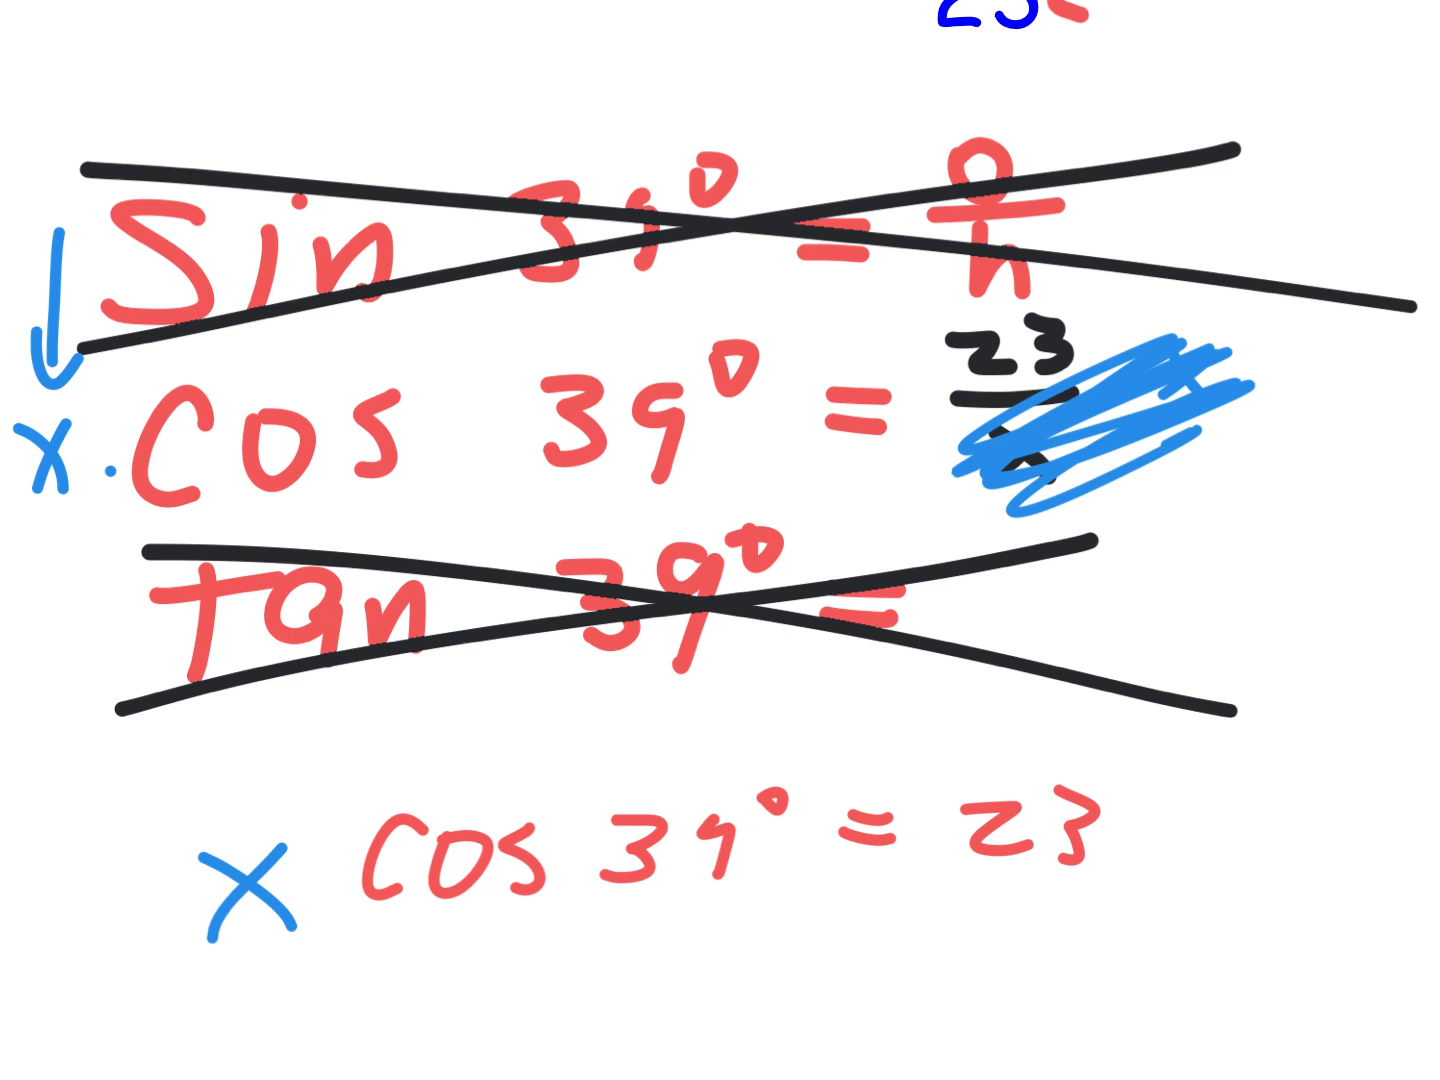 23
Sin 39° = o/h
x . Cos 39° = 23/x
Tan 39° =
x cos 39° = 23